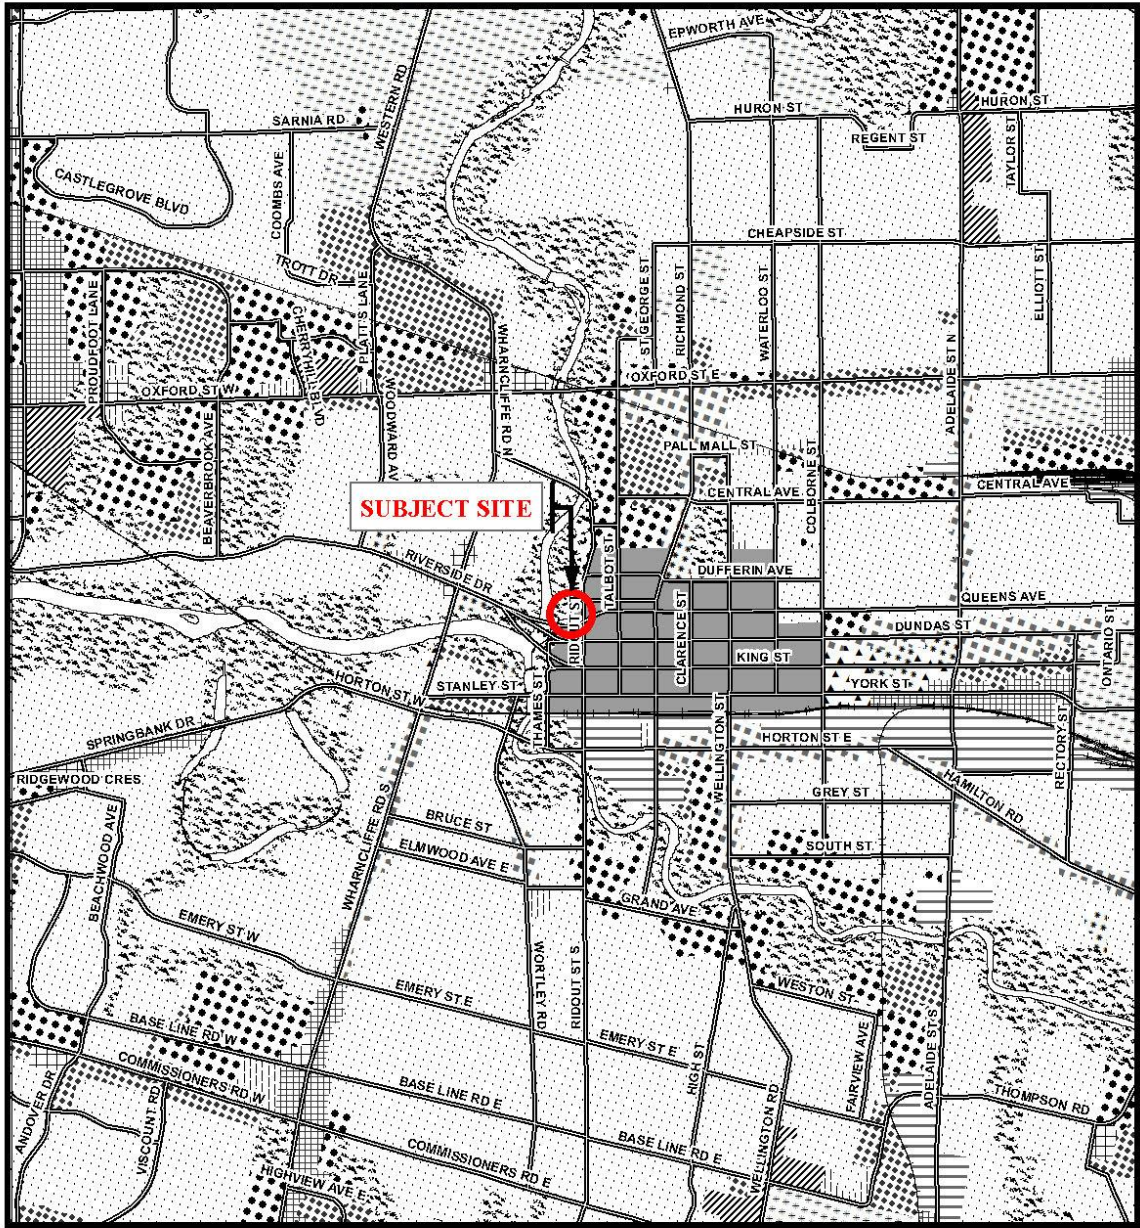 EPWORTH AVE
WESTERN RD
HURON ST
HURON ST
SARNIA RD
REGENT ST
TAYLOR ST
COOMBS AVE
CASTLEGROVE BLVD
CHEAPSIDE ST
TROTT DR
ST GEORGE ST
RICHMOND ST
WATERLOO ST
ELLIOTT ST
PROUDFOOT LANE
CHERRYHILL BLVD
PLATT'S LANE
WHARNCLIFFE RD N
ADELAIDE ST N
OXFORD ST W
OXFORD ST E
WOODWARD AV
BEAVERBROOK AVE
PALL MALL ST
COLBORNE ST
CENTRAL AVE
CENTRAL AVE
SUBJECT SITE
TALBOT ST
RIVERSIDE DR
DUFFERIN AVE
CLARENCE ST
QUEENS AVE
DUNDAS ST
ONTARIO ST
KING ST
STANLEY ST
YORK ST
HORTON ST W
THAMES ST
WELLINGTON ST
SPRINGBANK DR
HORTON ST E
RECTORY ST
RIDGEWOOD CRES
HAMILTON RD
GREY ST
BEACHWOOD AVE
WHARNCLIFFE RD S
BRUCE ST
ELMWOOD AVE E
SOUTH ST
GRAND AVE
EMERY ST W
WORTLEY RD
RIDOUT ST S
EMERY ST E
WESTON ST
BASE LINE RD W
EMERY ST E
HIGH ST
FAIRVIEW AVE
ADELAIDE ST S
COMMISSIONERS RD W
BASE LINE RD E
THOMPSON RD
ANDOVER DR
VISCOUNT RD
WELLINGTON RD
BASE LINE RD E
COMMISSIONERS RD E
HIGHVIEW AVE E